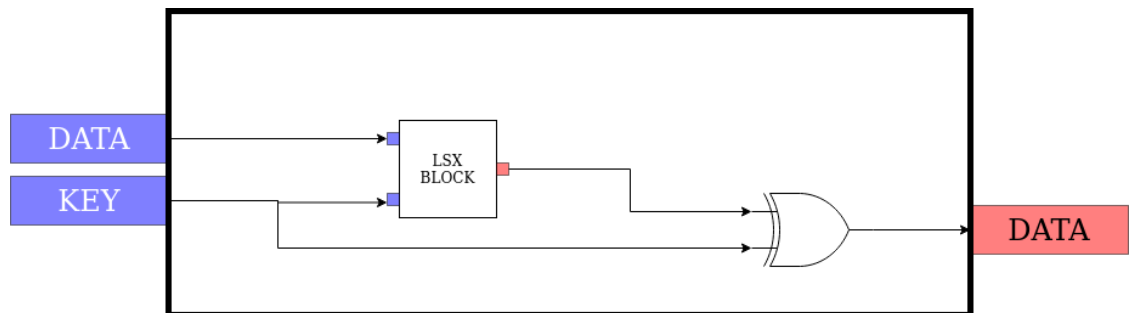 DATA
KEY
LSX
BLOCK
DATA